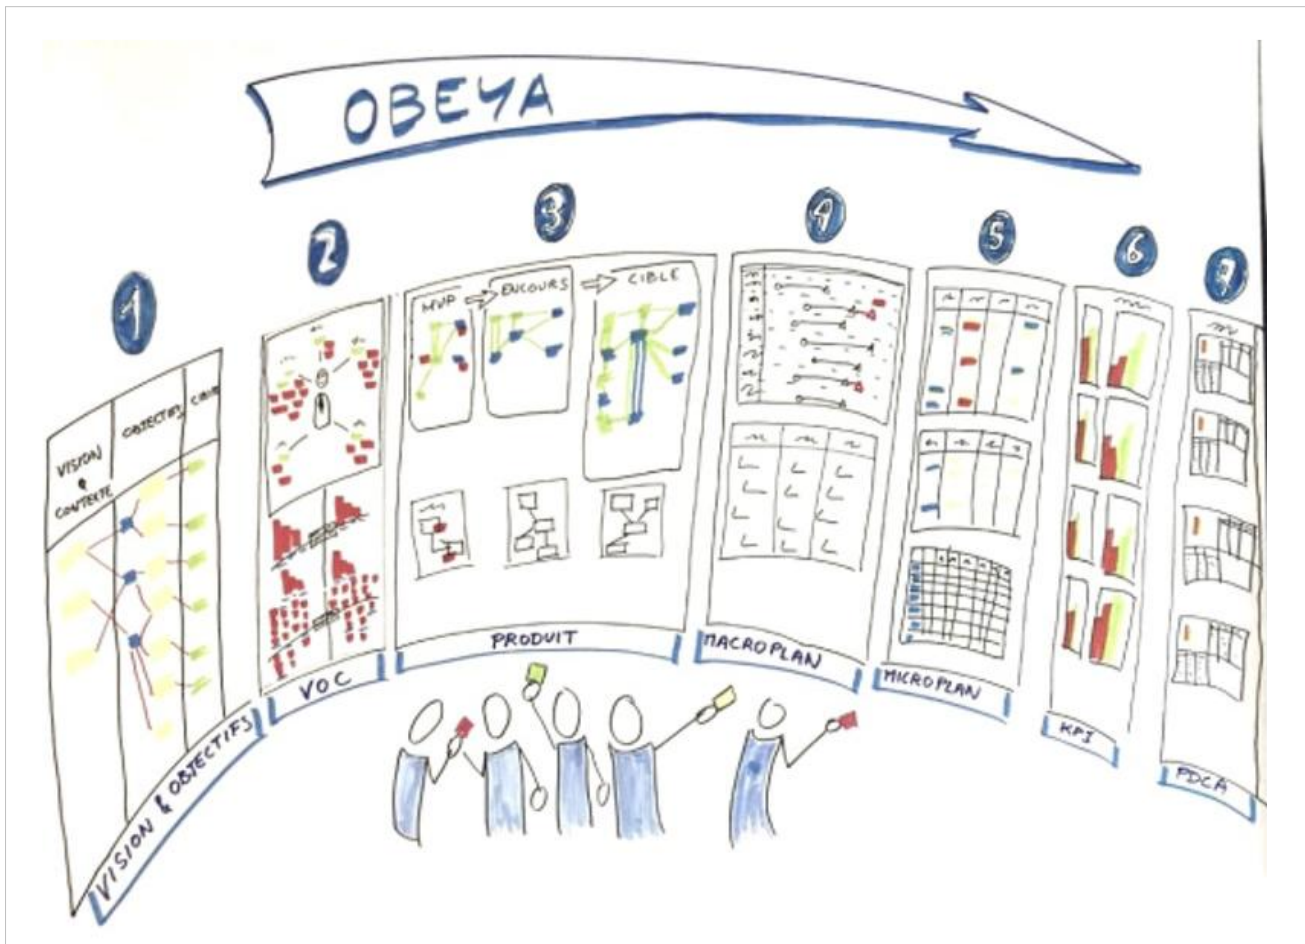 OBEYA
1
2
3
4
5
6
7
VISION
&
CONTEXTE
OBJECTIFS
MVP
ENCOURS
CIBLE
VISION & OBJECTIFS
VOC
PRODUIT
MACROPLAN
MICROPLAN
KPI
PDCA